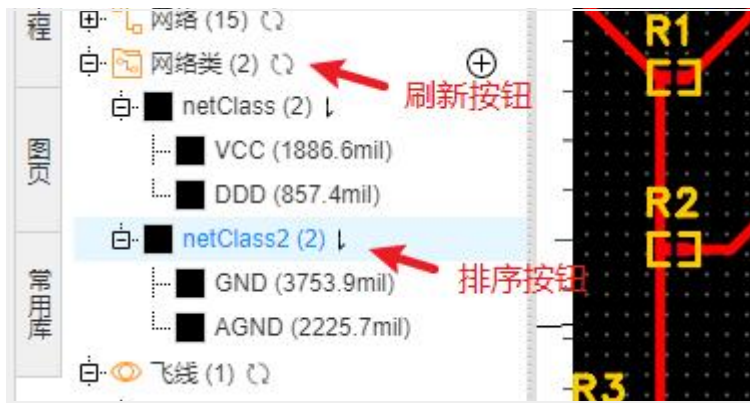 程
网络 (15)
网络类 (2)
刷新按钮
netClass (2)
VCC (1886.6mil)
图页
DDD (857.4mil)
netClass2 (2)
排序按钮
常用库
GND (3753.9mil)
AGND (2225.7mil)
飞线 (1)
R1
R2
R3